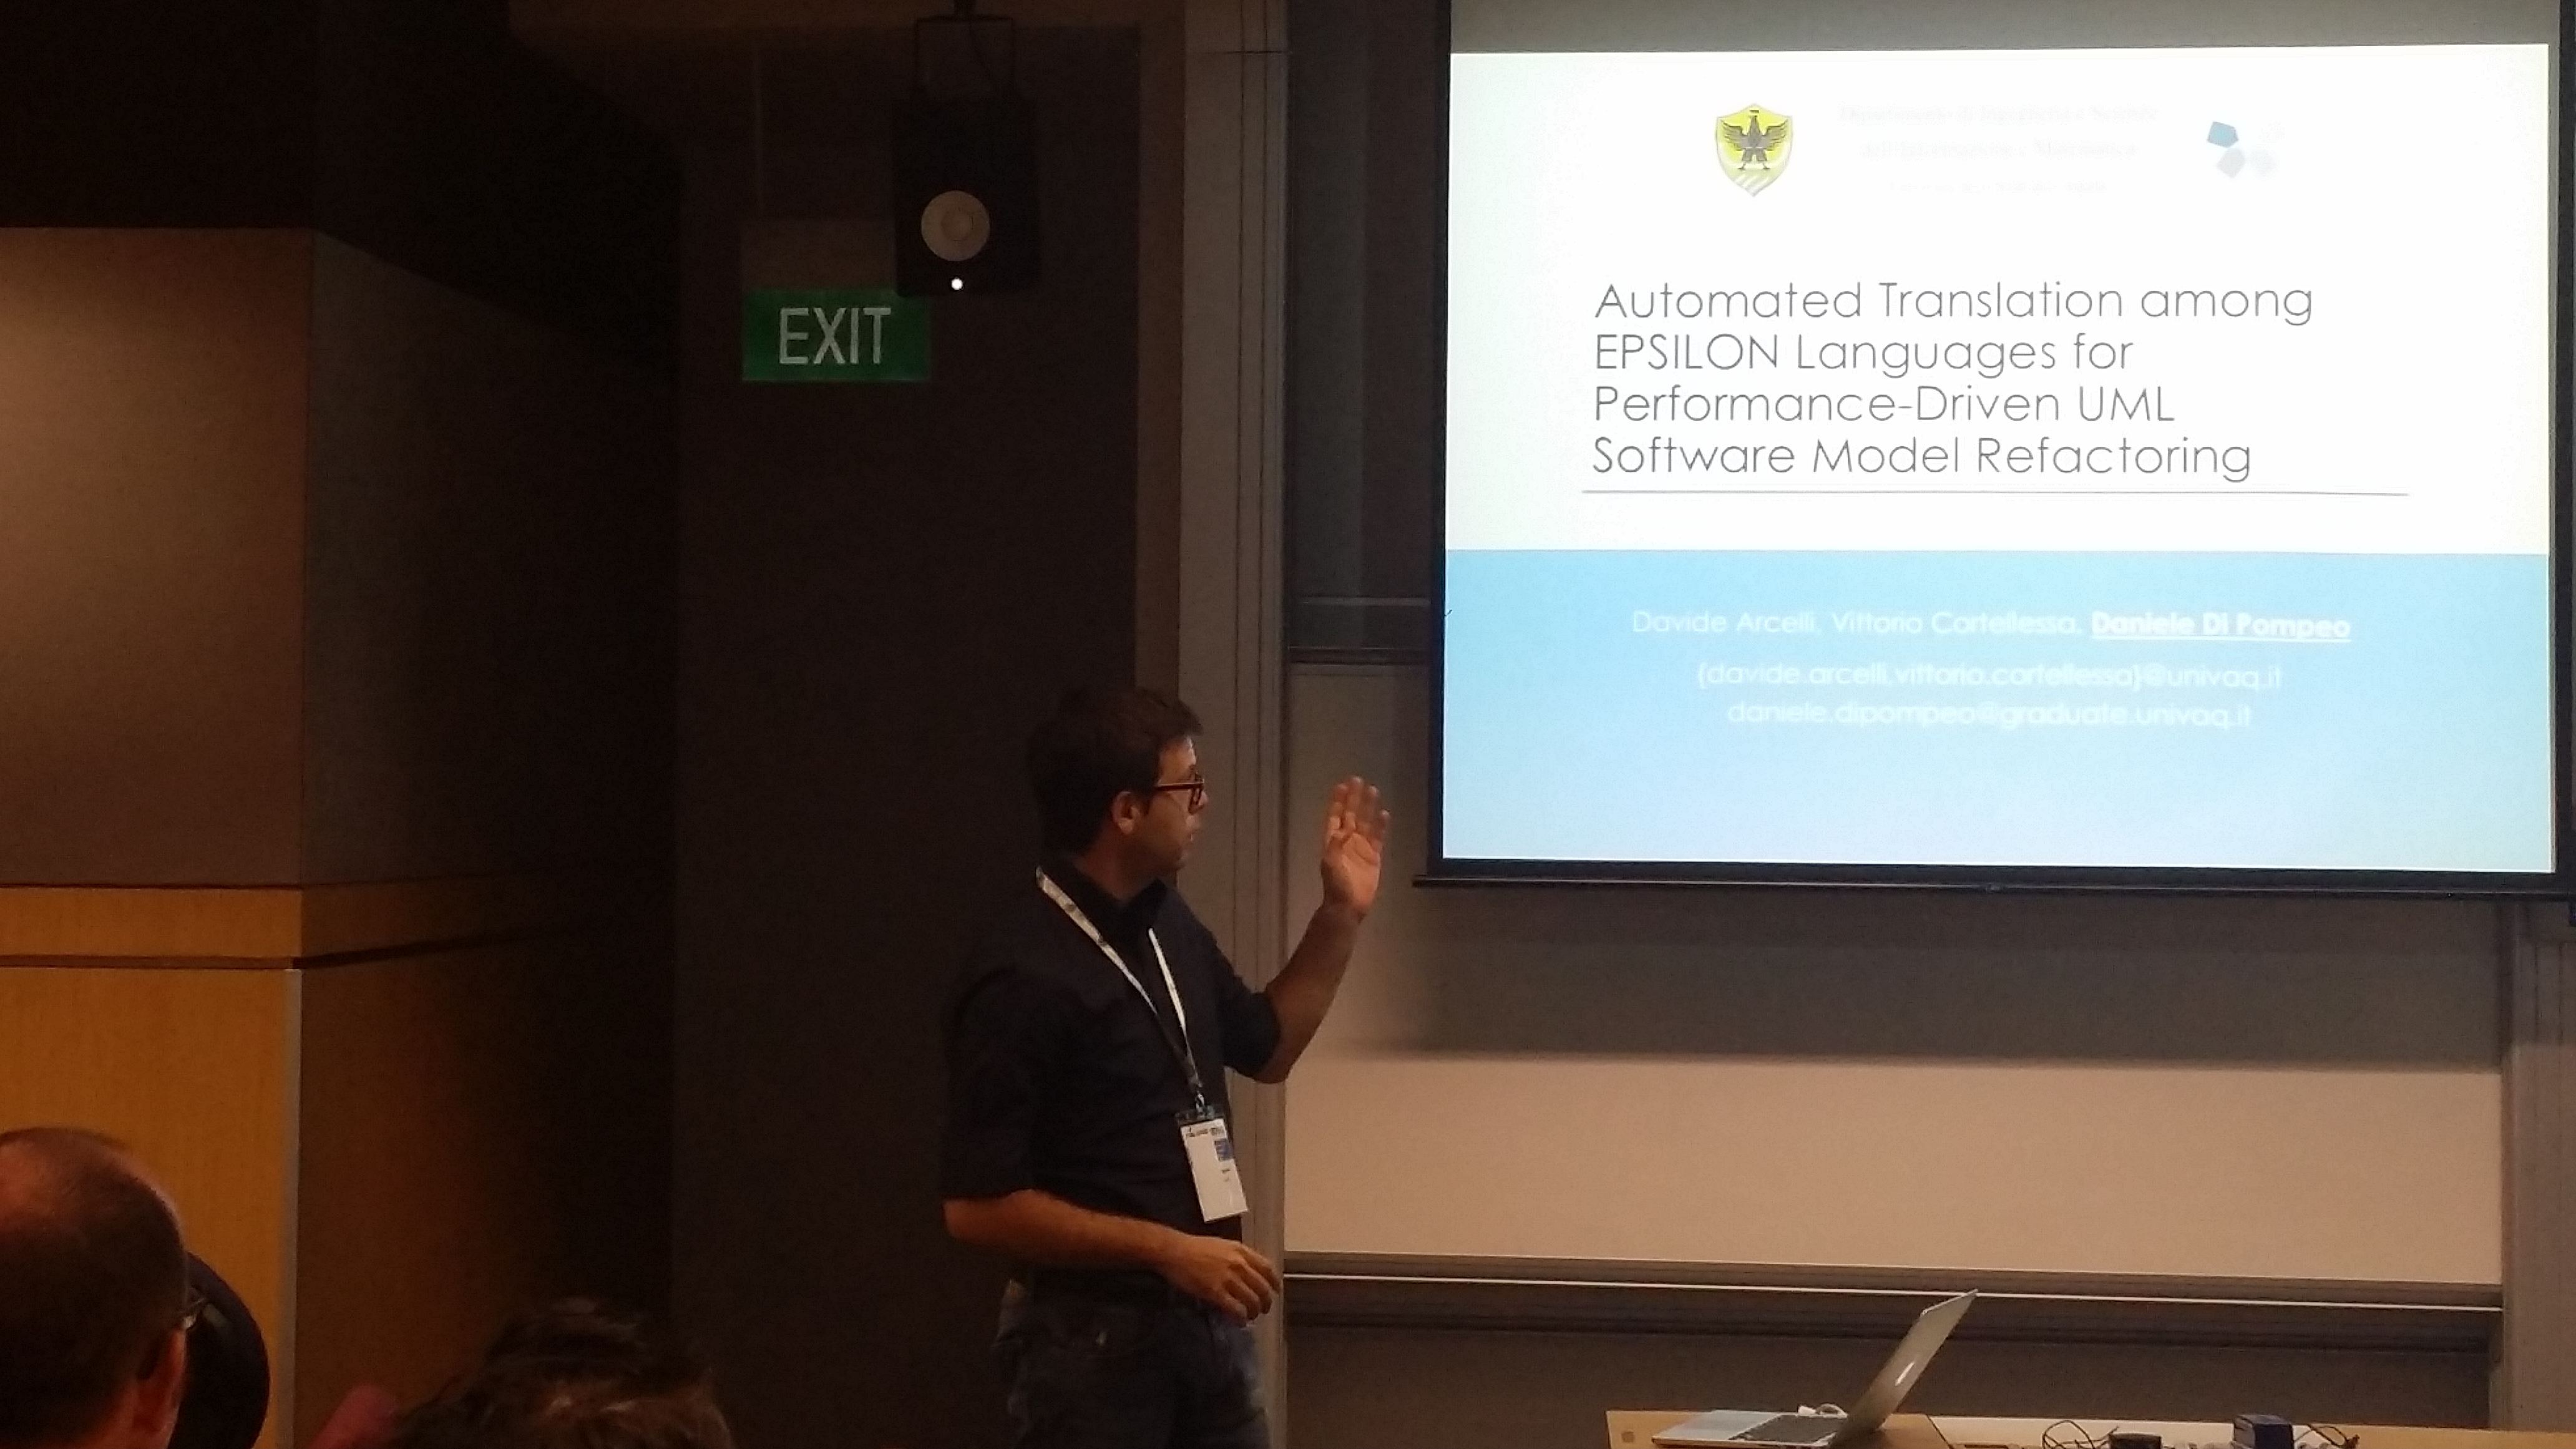 EXIT
Automated Translation among
EPSILON Languages for
Performance-Driven UML
Software Model Refactoring
Davide Arcelli, Vittorio Cortellessa, Daniele Di Pompeo
{davide.arcelli,vittorio.cortellessa}@univaq.it
daniele.dipompeo@graduate.univaq.it